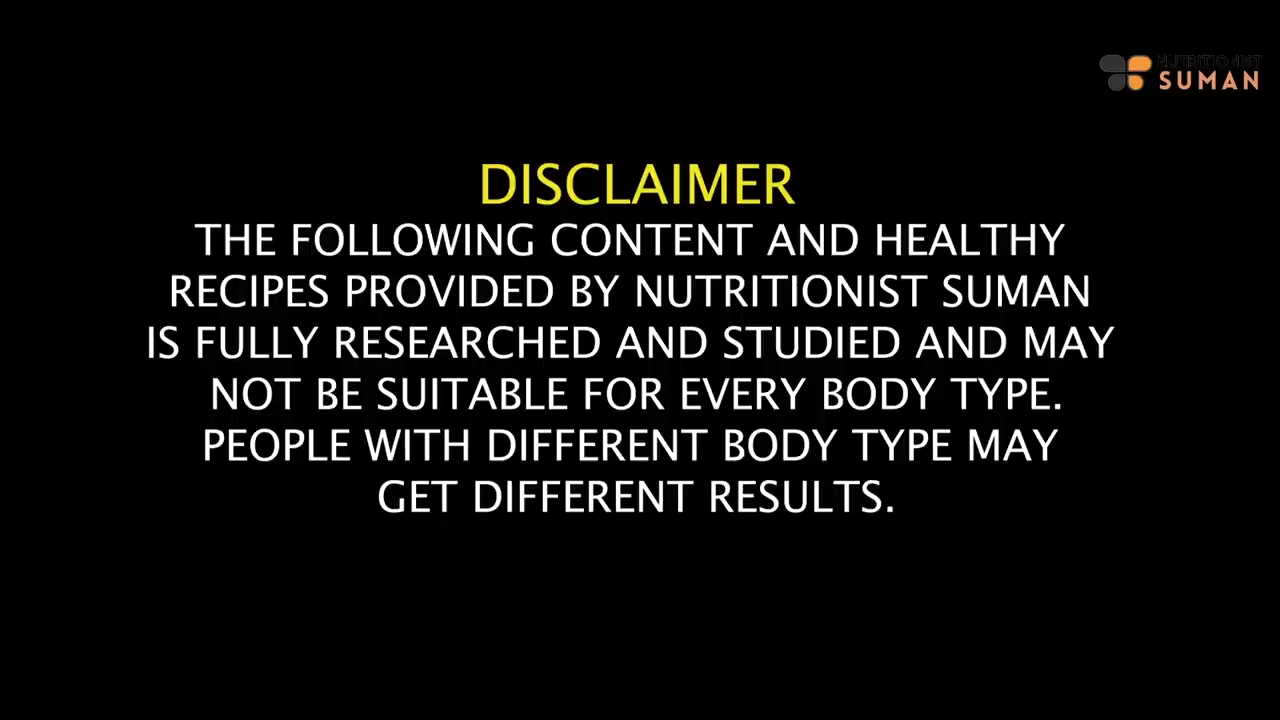 NUTRITIONIST
SUMAN
DISCLAIMER
THE FOLLOWING CONTENT AND HEALTHY
RECIPES PROVIDED BY NUTRITIONIST SUMAN
IS FULLY RESEARCHED AND STUDIED AND MAY
NOT BE SUITABLE FOR EVERY BODY TYPE.
PEOPLE WITH DIFFERENT BODY TYPE MAY
GET DIFFERENT RESULTS.